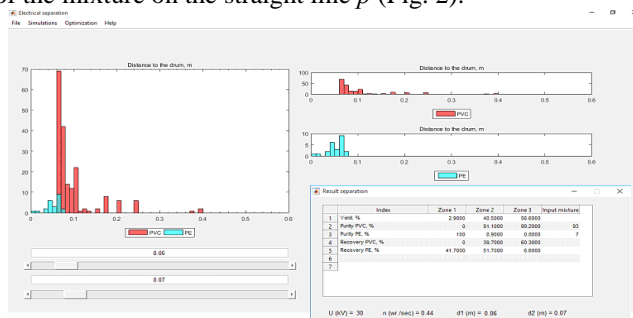 of the mixture on the straight line p (Fig. 2).
Electrical separation
File Simulations Optimization Help
Distance to the drum, m
70
60
50
40
30
20
10
0
0 0.1 0.2 0.3 0.4 0.5 0.6
PVC PE
0.06
0.07
Distance to the drum, m
100
50
0
0 0.1 0.2 0.3 0.4 0.5 0.6
PVC
Distance to the drum, m
10
5
0
0 0.1 0.2 0.3 0.4 0.5 0.6
PE
Result separation
Index Zone 1 Zone 2 Zone 3 Input mixture
1 Yield, % 2.9000 40.5000 56.6000
2 Purity PVC, % 0 91.1000 99.2000 93
3 Purity PE, % 100 8.9000 0.8000 7
4 Recovery PVC, % 0 39.7000 60.3000
5 Recovery PE, % 41.7000 51.7000 6.6000
6
7
U (kV) = 30 n (wr./sec) = 0.44 d1 (m) = 0.06 d2 (m) = 0.07